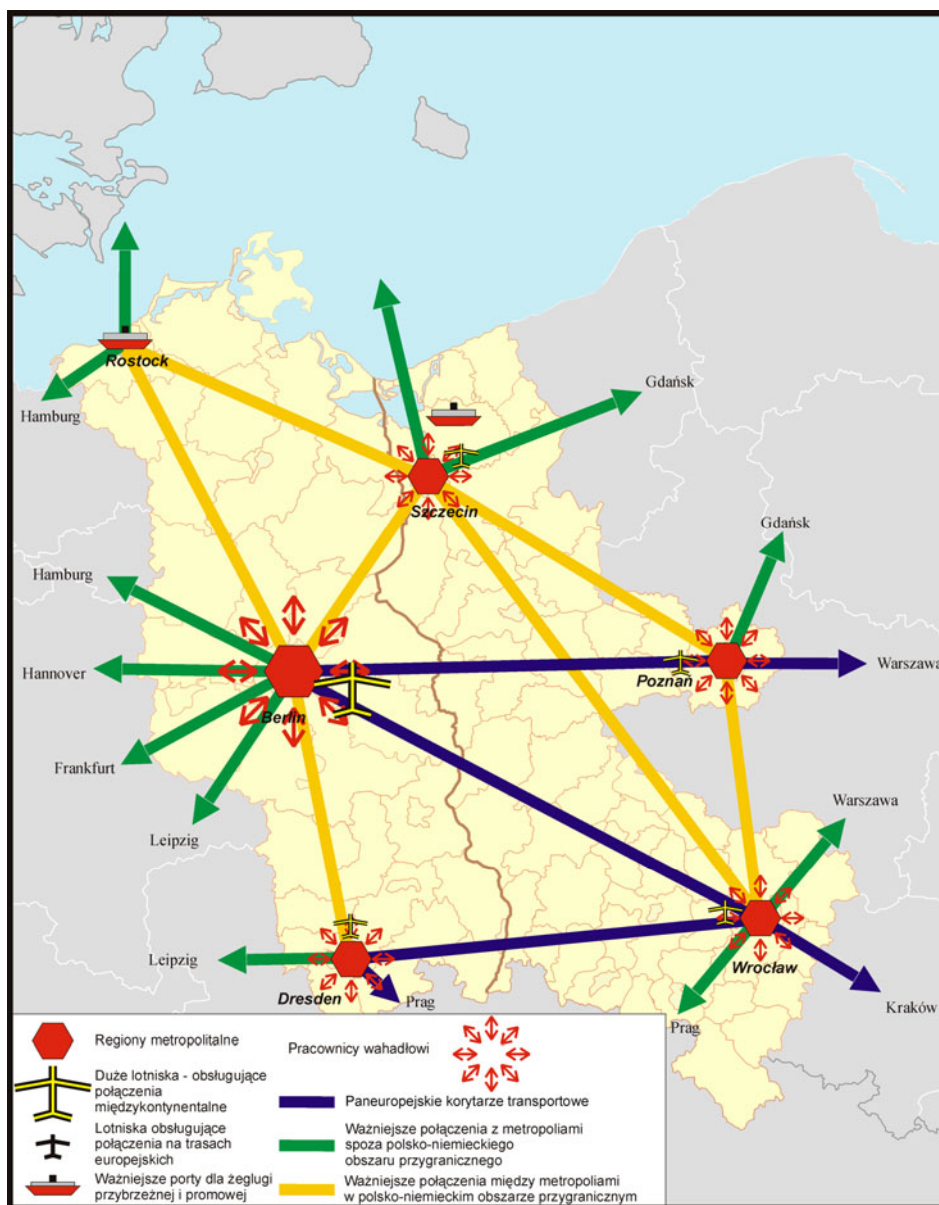 Rostock
Hamburg
Gdańsk
Szczecin
Gdańsk
Hamburg
Hannover
Poznań
Warszawa
Berlin
Frankfurt
Leipzig
Warszawa
Leipzig
Dresden
Prag
Wrocław
Prag
Kraków
Regiony metropolitalne
Duże lotniska - obsługujące
połączenia
międzykontynentalne
Lotniska obsługujące
połączenia na trasach
europejskich
Ważniejsze porty dla żeglugi
przybrzeżnej i promowej
Pracownicy wahadłowi
Paneuropejskie korytarze transportowe
Ważniejsze połączenia z metropoliami
spoza polsko-niemieckiego
obszaru przygranicznego
Ważniejsze połączenia między metropoliami
w polsko-niemieckim obszarze przygranicznym